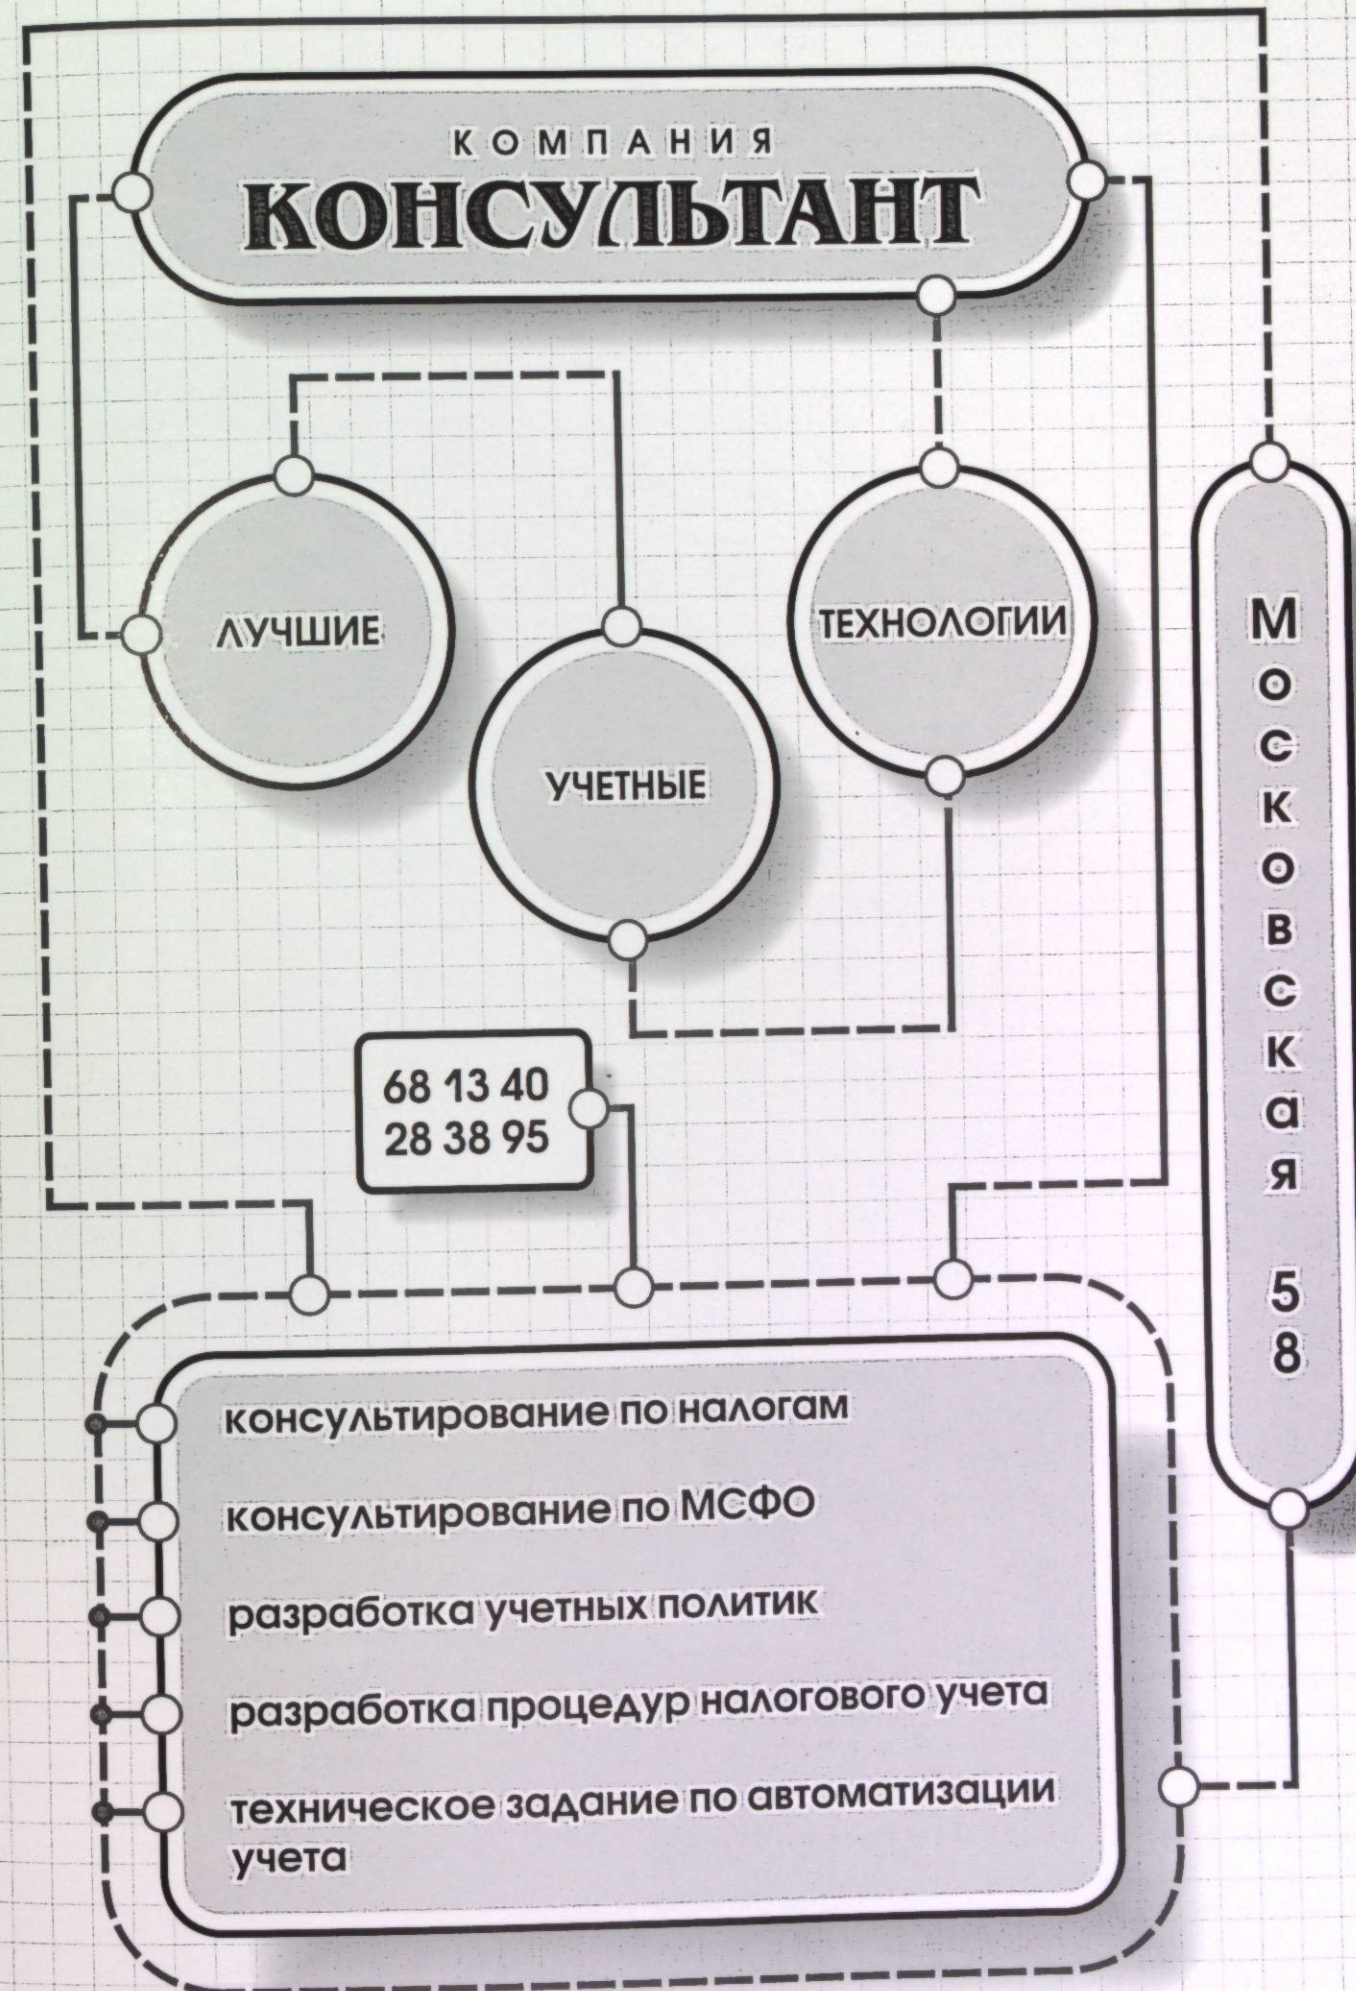 КОМПАНИЯ
КОНСУЛЬТАНТ
ЛУЧШИЕ
УЧЕТНЫЕ
ТЕХНОЛОГИИ
68 13 40
28 38 95
Московская 58
консультирование по налогам
консультирование по МСФО
разработка учетных политик
разработка процедур налогового учета
техническое задание по автоматизации
учета